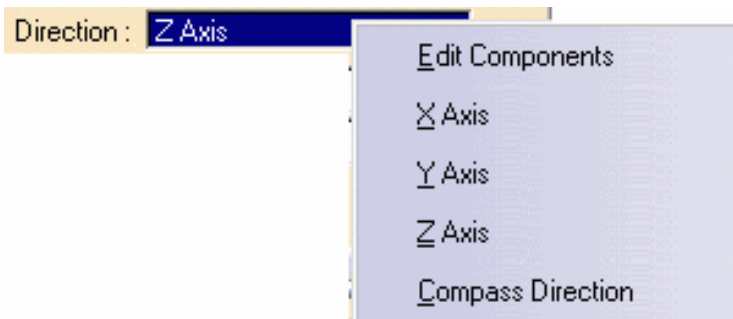 Direction : Z Axis
Edit Components
X Axis
Y Axis
Z Axis
Compass Direction